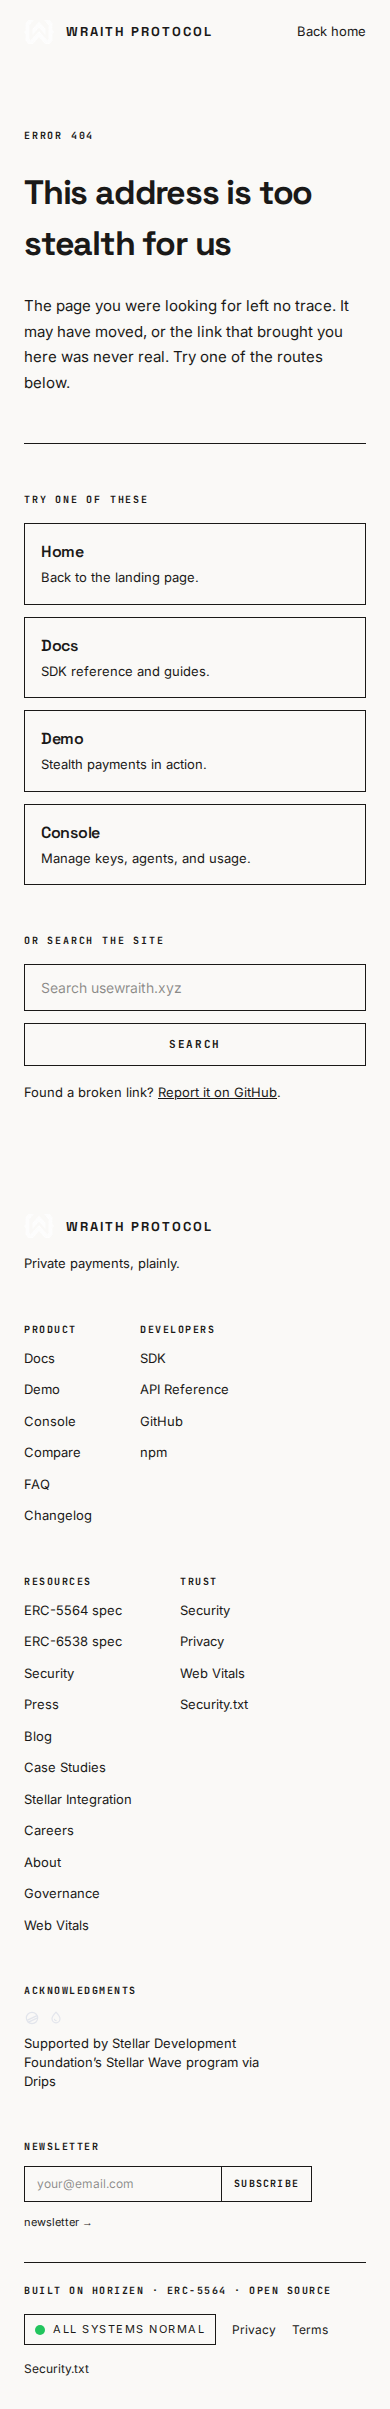 WRAITH PROTOCOL
Back home
ERROR 404
This address is too
stealth for us
The page you were looking for left no trace. It
may have moved, or the link that brought you
here was never real. Try one of the routes
below.
TRY ONE OF THESE
Home
Back to the landing page.
Docs
SDK reference and guides.
Demo
Stealth payments in action.
Console
Manage keys, agents, and usage.
OR SEARCH THE SITE
Search usewraith.xyz
SEARCH
Found a broken link? Report it on GitHub.
WRAITH PROTOCOL
Private payments, plainly.
PRODUCT
Docs
Demo
Console
Compare
FAQ
Changelog
DEVELOPERS
SDK
API Reference
GitHub
npm
RESOURCES
ERC-5564 spec
ERC-6538 spec
Security
Press
Blog
Case Studies
Stellar Integration
Careers
About
Governance
Web Vitals
TRUST
Security
Privacy
Web Vitals
Security.txt
ACKNOWLEDGMENTS
Supported by Stellar Development
Foundation’s Stellar Wave program via
Drips
NEWSLETTER
your@email.com
SUBSCRIBE
newsletter →
BUILT ON HORIZEN · ERC-5564 · OPEN SOURCE
ALL SYSTEMS NORMAL
Privacy
Terms
Security.txt